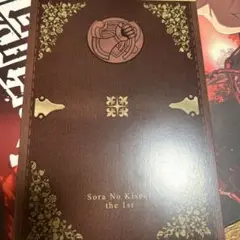 Sora No Kiseki
the 1st